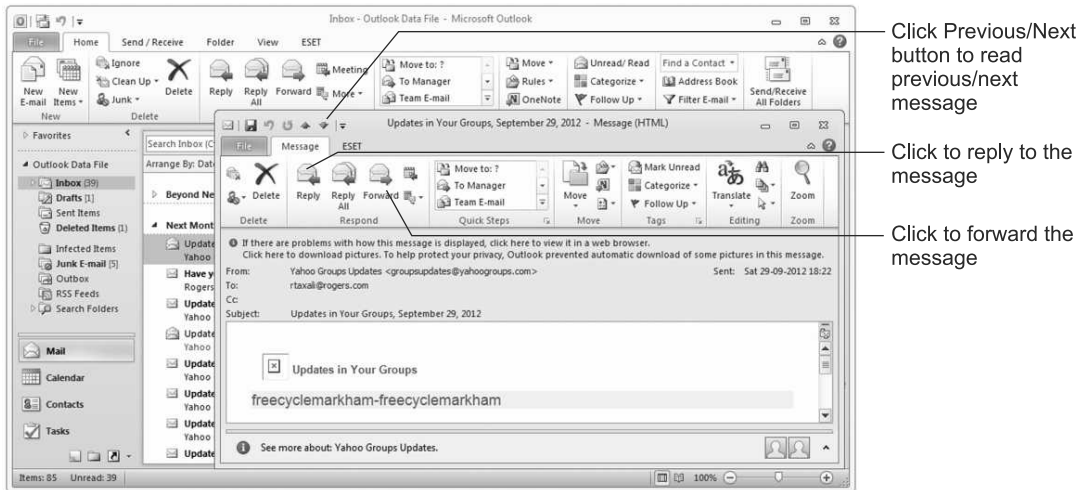 Inbox - Outlook Data File - Microsoft Outlook
File Home Send / Receive Folder View ESET
New E-mail
New Items
Ignore
Clean Up
Junk
Delete
Reply
Reply All
Forward
Meeting
More
Move to: ?
To Manager
Team E-mail
Move
Rules
OneNote
Unread/ Read
Categorize
Follow Up
Find a Contact
Address Book
Filter E-mail
Send/Receive All Folders
New
Delete
Favorites
Outlook Data File
Inbox (39)
Drafts [1]
Sent Items
Deleted Items (1)
Infected Items
Junk E-mail [5]
Outbox
RSS Feeds
Search Folders
Mail
Calendar
Contacts
Tasks
Items: 85 Unread: 39
100%
Search Inbox (C
Arrange By: Dat
Beyond Ne
Next Mont
Update
Yahoo
Have y
Rogers
Update
Yahoo
Update
Yahoo
Update
Yahoo
Update
Yahoo
Update
Yahoo
Update
Updates in Your Groups, September 29, 2012 - Message (HTML)
File Message ESET
Delete
Reply
Reply All
Forward
Move to: ?
To Manager
Team E-mail
Move
Mark Unread
Categorize
Follow Up
Translate
Zoom
Delete Respond Quick Steps Move Tags Editing Zoom
If there are problems with how this message is displayed, click here to view it in a web browser.
Click here to download pictures. To help protect your privacy, Outlook prevented automatic download of some pictures in this message.
From: Yahoo Groups Updates <groupsupdates@yahoogroups.com> Sent: Sat 29-09-2012 18:22
To: rtaxali@rogers.com
Cc:
Subject: Updates in Your Groups, September 29, 2012
Updates in Your Groups
freecyclemarkham-freecyclemarkham
See more about: Yahoo Groups Updates.
Click Previous/Next
button to read
previous/next
message
Click to reply to the
message
Click to forward the
message